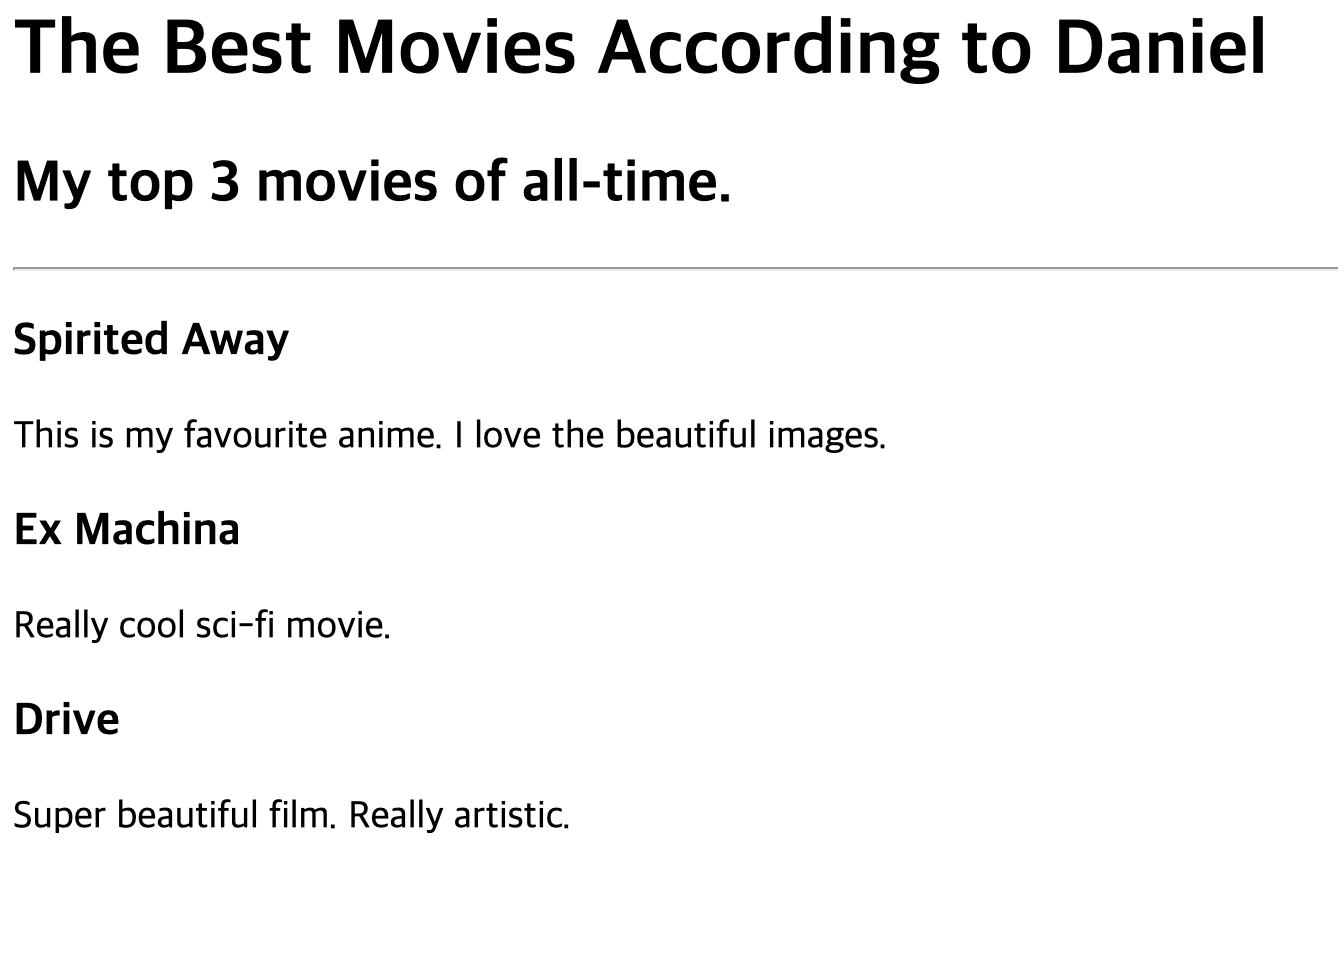 The Best Movies According to Daniel
My top 3 movies of all-time.
Spirited Away
This is my favourite anime. I love the beautiful images.
Ex Machina
Really cool sci-fi movie.
Drive
Super beautiful film. Really artistic.